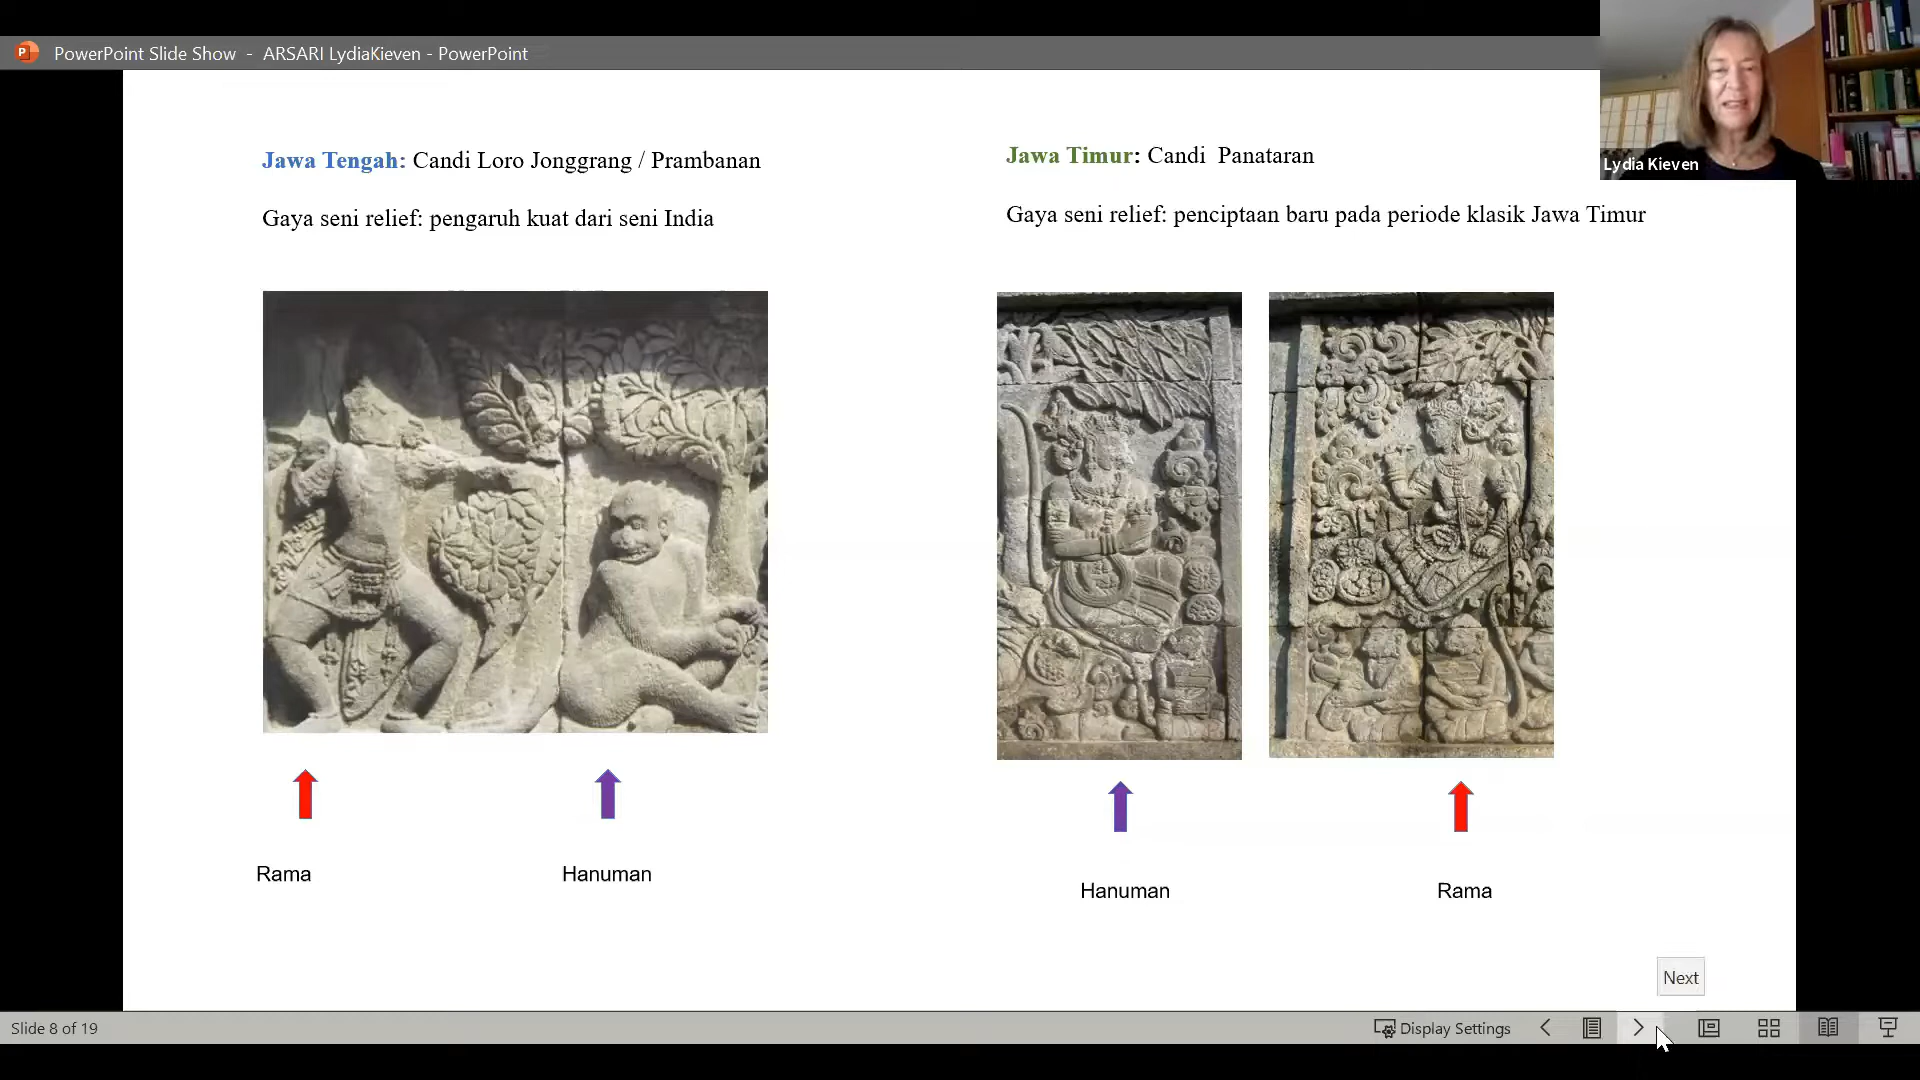 PowerPoint Slide Show - ARSARI LydiaKieven - PowerPoint
Lydia Kieven
Jawa Tengah: Candi Loro Jonggrang / Prambanan
Gaya seni relief: pengaruh kuat dari seni India
Jawa Timur: Candi Panataran
Gaya seni relief: penciptaan baru pada periode klasik Jawa Timur
Rama
Hanuman
Hanuman
Rama
Next
Slide 8 of 19
Display Settings